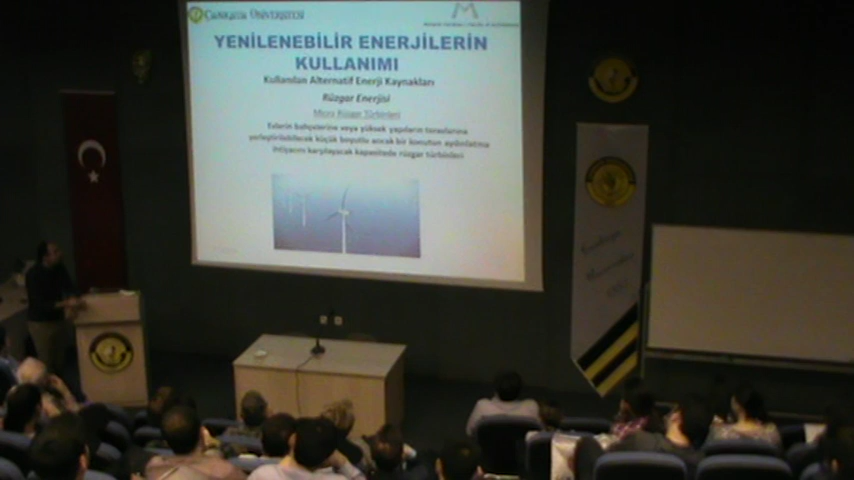 ÇANKAYA ÜNİVERSİTESİ
YENİLENEBİLİR ENERJİLERİN
KULLANIMI
Kullanılan Alternatif Enerji Kaynakları
Rüzgar Enerjisi
Micro Rüzgar Türbinleri
Evlerin bahçelerine veya yüksek yapıların teraslarına
yerleştirilebilecek küçük boyutlu ancak bir konutun aydınlatma
ihtiyacını karşılayacak kapasitede rüzgar türbinleri